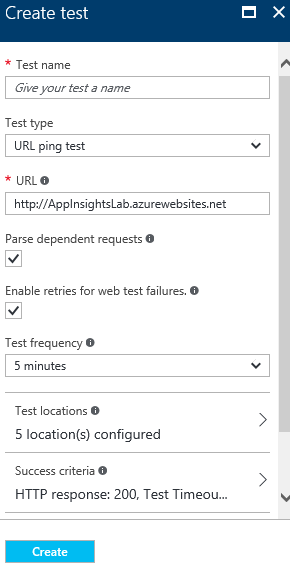 Create test
* Test name
Give your test a name
Test type
URL ping test
* URL
http://AppInsightsLab.azurewebsites.net
Parse dependent requests
Enable retries for web test failures.
Test frequency
5 minutes
Test locations
5 location(s) configured
Success criteria
HTTP response: 200, Test Timeou...
Create